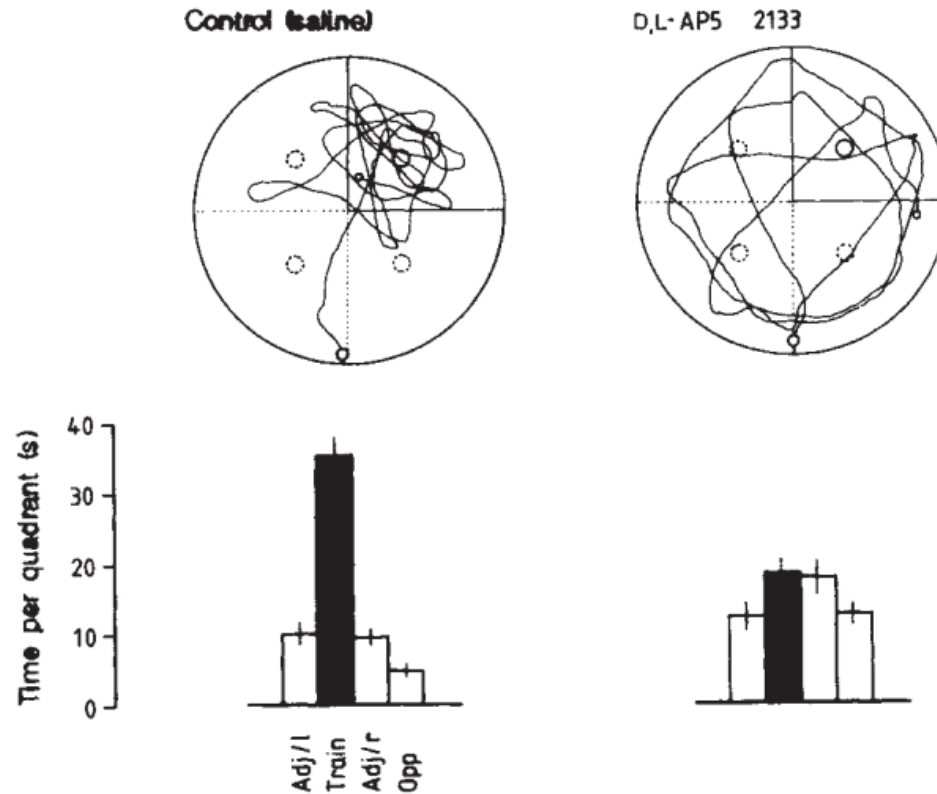 Control (saline)
D,L-AP5 2133
Time per quadrant (s)
40
30
20
10
0
Adj/l
Train
Adj/r
Opp